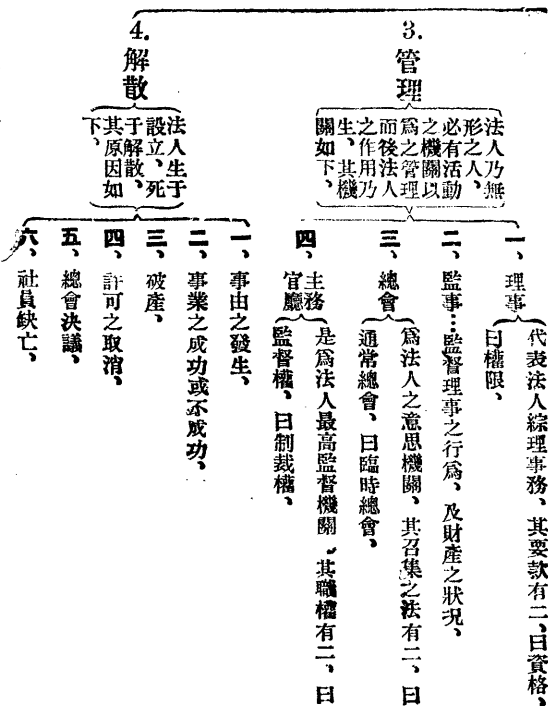 3. 管理
法人乃無
形之人、
必有活動
之機關以
爲之管理
而後法人
之作用乃
生、其機
關如下、
一、理事
代表法人綜理事務、其要款有二、曰資格、
曰權限、
二、監事…監督理事之行爲、及財產之狀況、
三、總會
爲法人之意思機關、其召集之法有二、曰
通常總會、曰臨時總會、
四、主務
官廳
是爲法人最高監督機關、其職權有二、曰
監督權、曰制裁權、
4. 解散
法人生于
設立、死
于解散、
其原因如
下、
一、事由之發生、
二、事業之成功或不成功、
三、破產、
四、許可之取消、
五、總會決議、
六、社員缺亡、